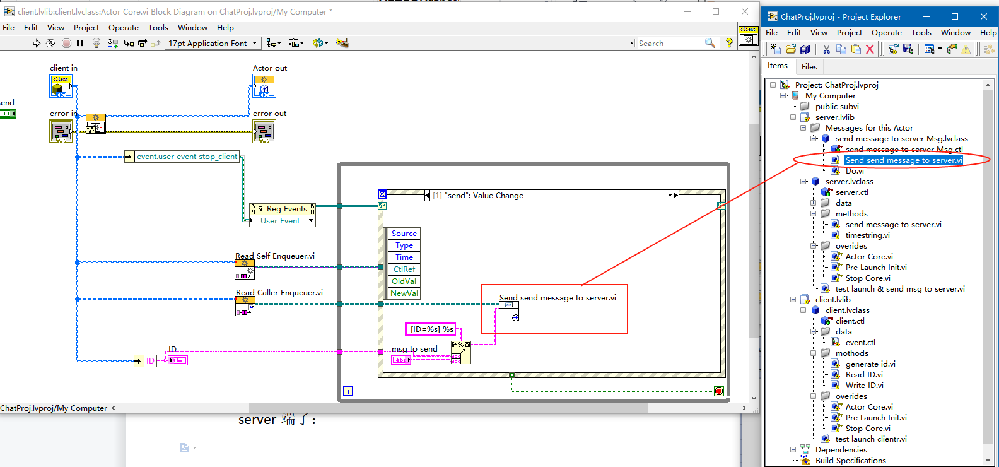 client.lvlib:client.lvclass:Actor Core.vi Block Diagram on ChatProj.lvproj/My Computer *
File Edit View Project Operate Tools Window Help
17pt Application Font
Search
client
client in
client
OBJ
Actor out
OBJ
send
TF
error in
error out
event.user event stop_client
Reg Events
User Event
[1] "send": Value Change
Source
Type
Time
CtlRef
OldVal
NewVal
Read Self Enqueuer.vi
Read Caller Enqueuer.vi
Send send message to server.vi
[ID=%s] %s
msg to send
abc
abc
abc
ID
ID
abc
i
ChatProj.lvproj/My Computer
server 端了：
ChatProj.lvproj - Project Explorer
File Edit View Project Operate Tools Window Help
Items Files
Project: ChatProj.lvproj
My Computer
public subvi
server.lvlib
Messages for this Actor
send message to server Msg.lvclass
send message to server Msg.ctl
Send send message to server.vi
Do.vi
server.lvclass
server.ctl
data
methods
send message to server.vi
timestring.vi
overides
Actor Core.vi
Pre Launch Init.vi
Stop Core.vi
test launch & send msg to server.vi
client.lvlib
client.lvclass
client.ctl
data
event.ctl
mothods
generate id.vi
Read ID.vi
Write ID.vi
overides
Actor Core.vi
Pre Launch Init.vi
Stop Core.vi
test launch clientr.vi
Dependencies
Build Specifications